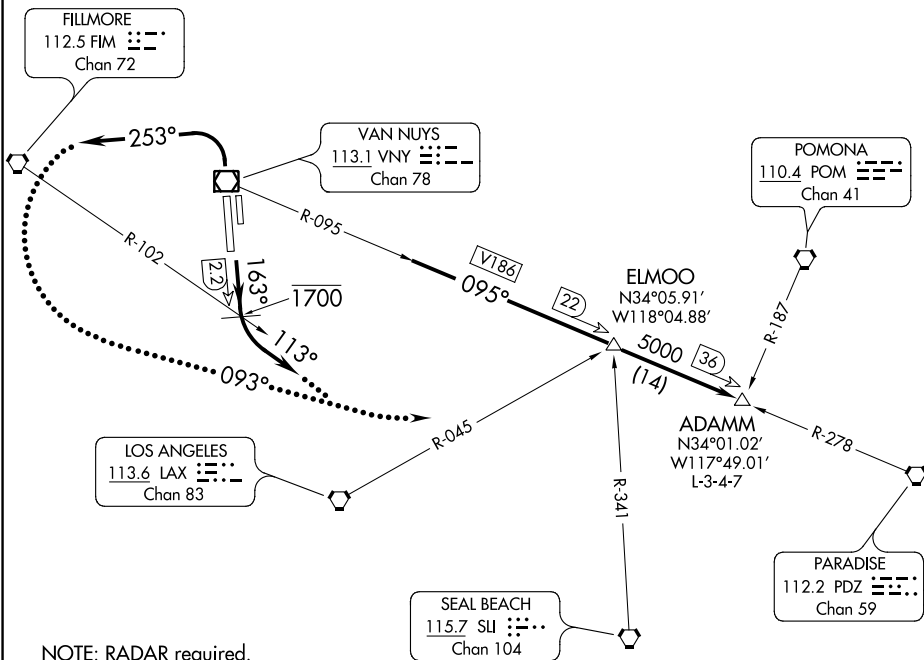 FILLMORE
112.5 FIM
Chan 72
253°
VAN NUYS
113.1 VNY
Chan 78
POMONA
110.4 POM
Chan 41
R-102
R-095
V186
095°
ELMOO
N34°05.91'
W118°04.88'
R-187
2.2
163°
1700
22
113°
5000
36
(14)
093°
ADAMM
N34°01.02'
W117°49.01'
L-3-4-7
R-045
R-278
LOS ANGELES
113.6 LAX
Chan 83
R-341
PARADISE
112.2 PDZ
Chan 59
SEAL BEACH
115.7 SLI
Chan 104
NOTE: RADAR required.